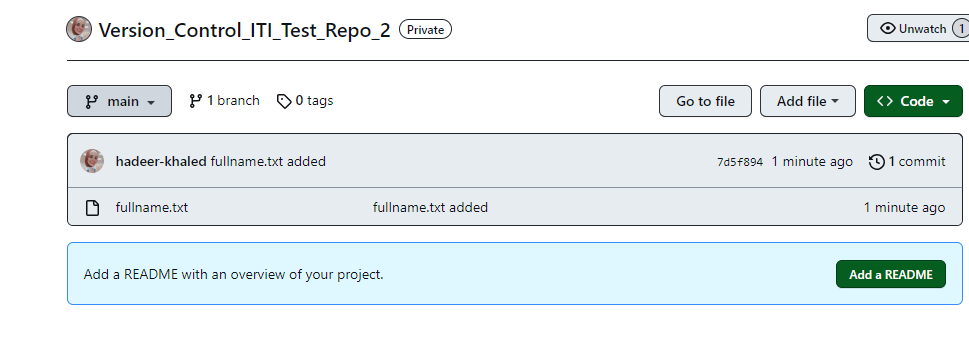 Version_Control_ITI_Test_Repo_2 Private Unwatch 1
main 1 branch 0 tags Go to file Add file Code
hadeer-khaled fullname.txt added 7d5f894 1 minute ago 1 commit
fullname.txt fullname.txt added 1 minute ago
Add a README with an overview of your project. Add a README